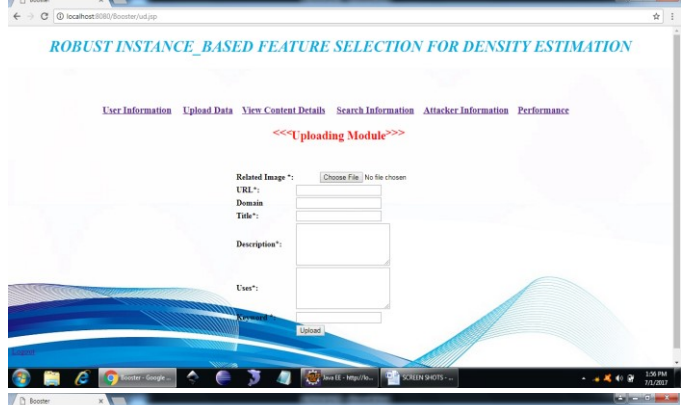 Booster
localhost:8080/Booster/ud.jsp
ROBUST INSTANCE_BASED FEATURE SELECTION FOR DENSITY ESTIMATION
User Information Upload Data View Content Details Search Information Attacker Information Performance
<<<Uploading Module>>>
Related Image *: Choose File No file chosen
URL*:
Domain
Title*:
Description*:
Uses*:
Keyword *:
Upload
Logout
Booster - Google ... Java EE - http://lo... SCREEN SHOTS - ... 1:56 PM
7/1/2017
Booster